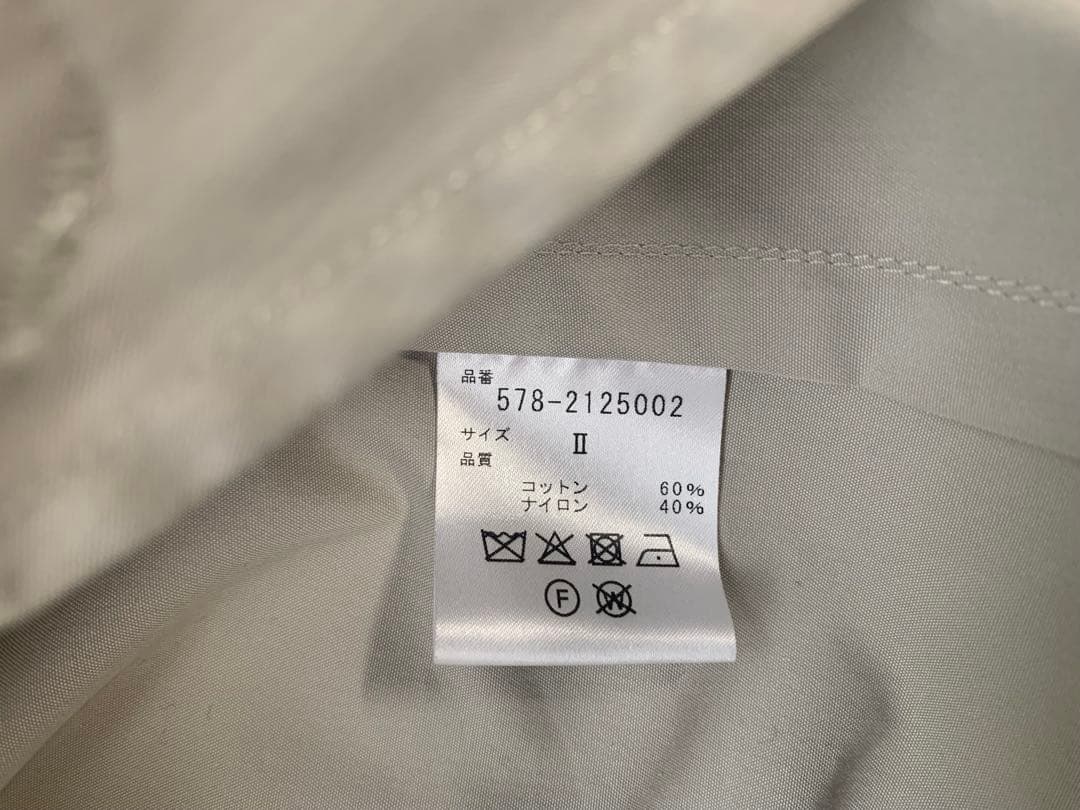 品番
578-2125002
サイズ Ⅱ
品質
コットン 60%
ナイロン 40%
F W